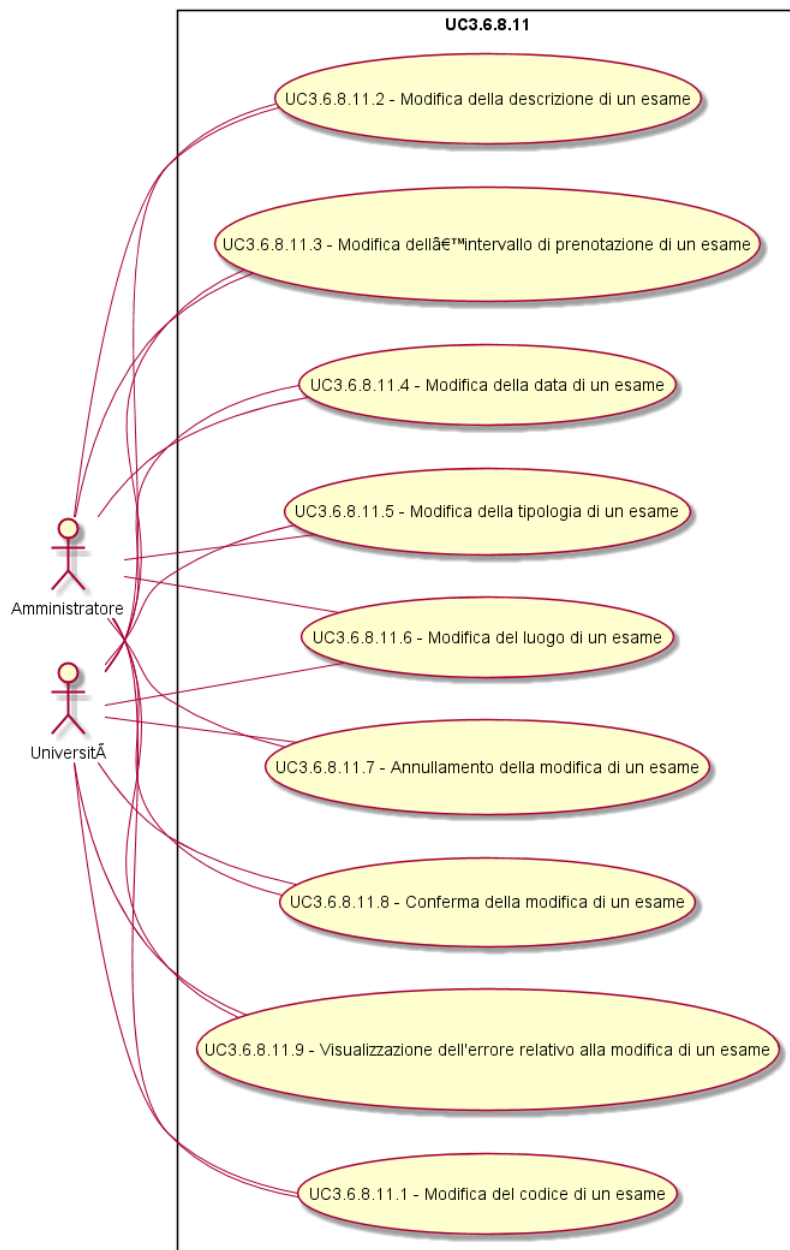 UC3.6.8.11
UC3.6.8.11.2 - Modifica della descrizione di un esame
UC3.6.8.11.3 - Modifica dellâ€™intervallo di prenotazione di un esame
UC3.6.8.11.4 - Modifica della data di un esame
UC3.6.8.11.5 - Modifica della tipologia di un esame
Amministratore
UC3.6.8.11.6 - Modifica del luogo di un esame
UniversitÃ
UC3.6.8.11.7 - Annullamento della modifica di un esame
UC3.6.8.11.8 - Conferma della modifica di un esame
UC3.6.8.11.9 - Visualizzazione dell'errore relativo alla modifica di un esame
UC3.6.8.11.1 - Modifica del codice di un esame